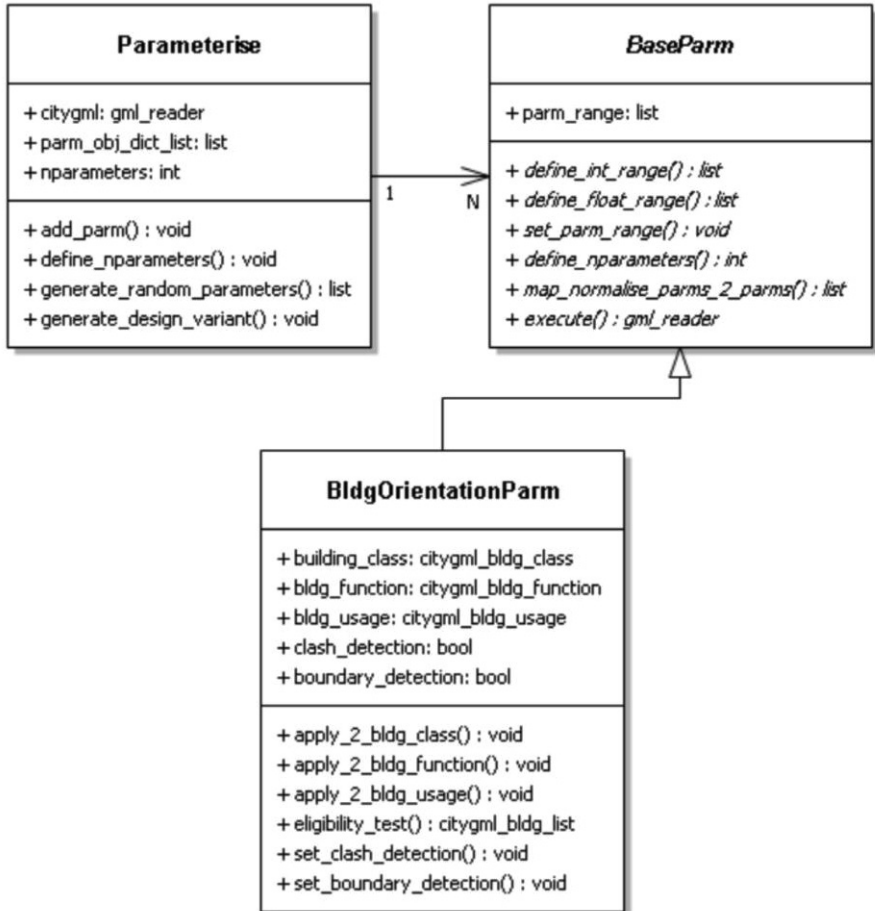 Parameterise
+ citygml: gml_reader
+ parm_obj_dict_list: list
+ nparameters: int
+ add_parm() : void
+ define_nparameters() : void
+ generate_random_parameters() : list
+ generate_design_variant() : void
1
N
BaseParm
+ parm_range: list
+ define_int_range() : list
+ define_float_range() : list
+ set_parm_range() : void
+ define_nparameters() : int
+ map_normalise_parms_2_parms() : list
+ execute() : gml_reader
BldgOrientationParm
+ building_class: citygml_bldg_class
+ bldg_function: citygml_bldg_function
+ bldg_usage: citygml_bldg_usage
+ clash_detection: bool
+ boundary_detection: bool
+ apply_2_bldg_class() : void
+ apply_2_bldg_function() : void
+ apply_2_bldg_usage() : void
+ eligibility_test() : citygml_bldg_list
+ set_clash_detection() : void
+ set_boundary_detection() : void